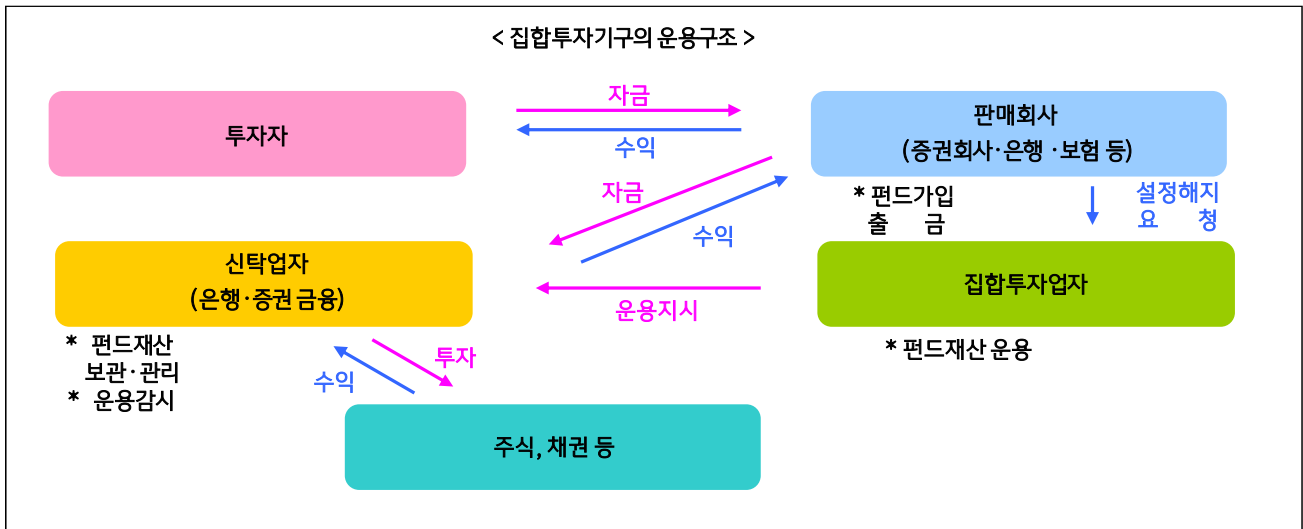 < 집합투자기구의 운용구조 >
자금
투자자
수익
판매회사
(증권회사·은행 ·보험 등)
자금
수익
* 펀드가입
출 금
설정해지
요 청
신탁업자
(은행·증권 금융)
운용지시
집합투자업자
* 펀드재산
보관·관리
* 운용감시
수익
투자
* 펀드재산 운용
주식, 채권 등